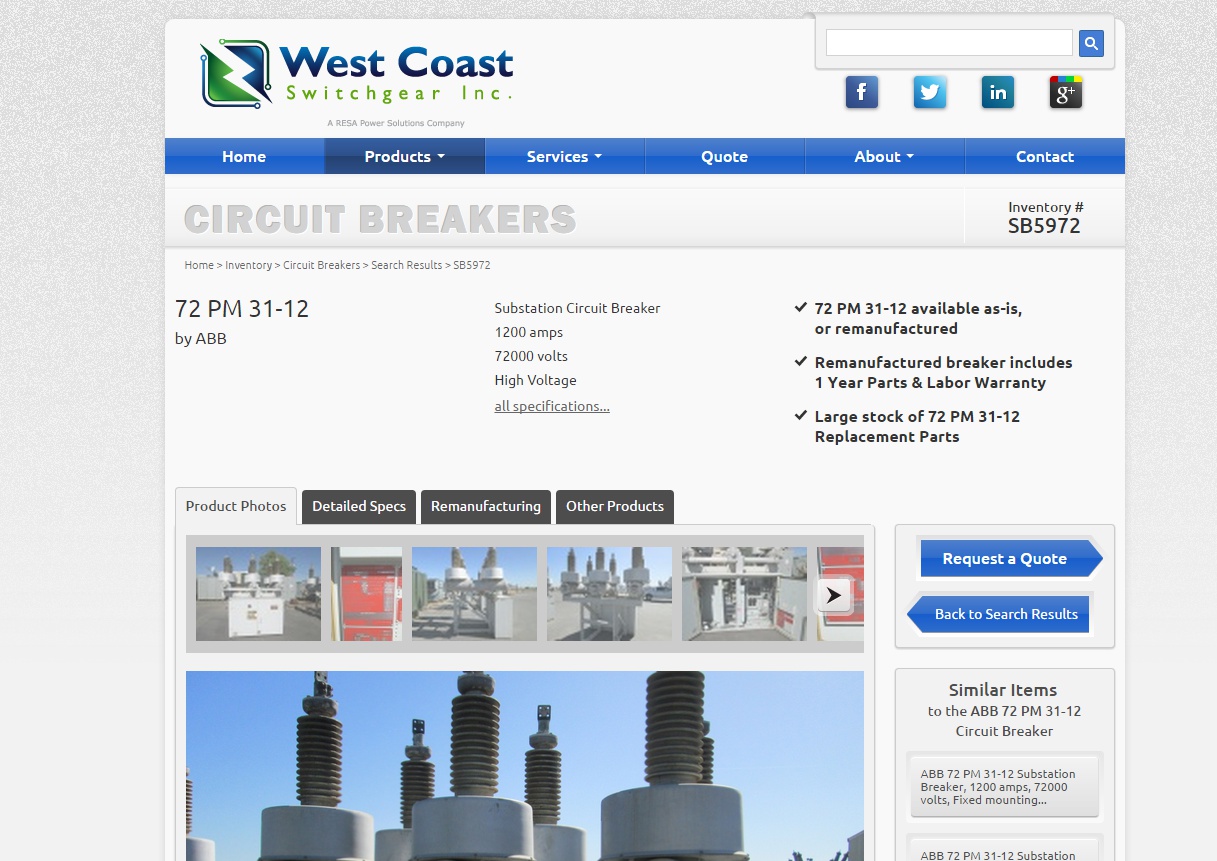 West Coast
Switchgear Inc.
A RESA Power Solutions Company
f
in
g+
Home
Products
Services
Quote
About
Contact
CIRCUIT BREAKERS
Inventory #
SB5972
Home > Inventory > Circuit Breakers > Search Results > SB5972
72 PM 31-12
by ABB
Substation Circuit Breaker
1200 amps
72000 volts
High Voltage
all specifications...
72 PM 31-12 available as-is,
or remanufactured
Remanufactured breaker includes
1 Year Parts & Labor Warranty
Large stock of 72 PM 31-12
Replacement Parts
Product Photos
Detailed Specs
Remanufacturing
Other Products
Request a Quote
Back to Search Results
Similar Items
to the ABB 72 PM 31-12
Circuit Breaker
ABB 72 PM 31-12 Substation
Breaker, 1200 amps, 72000
volts, Fixed mounting...
ABB 72 PM 31-12 Substation